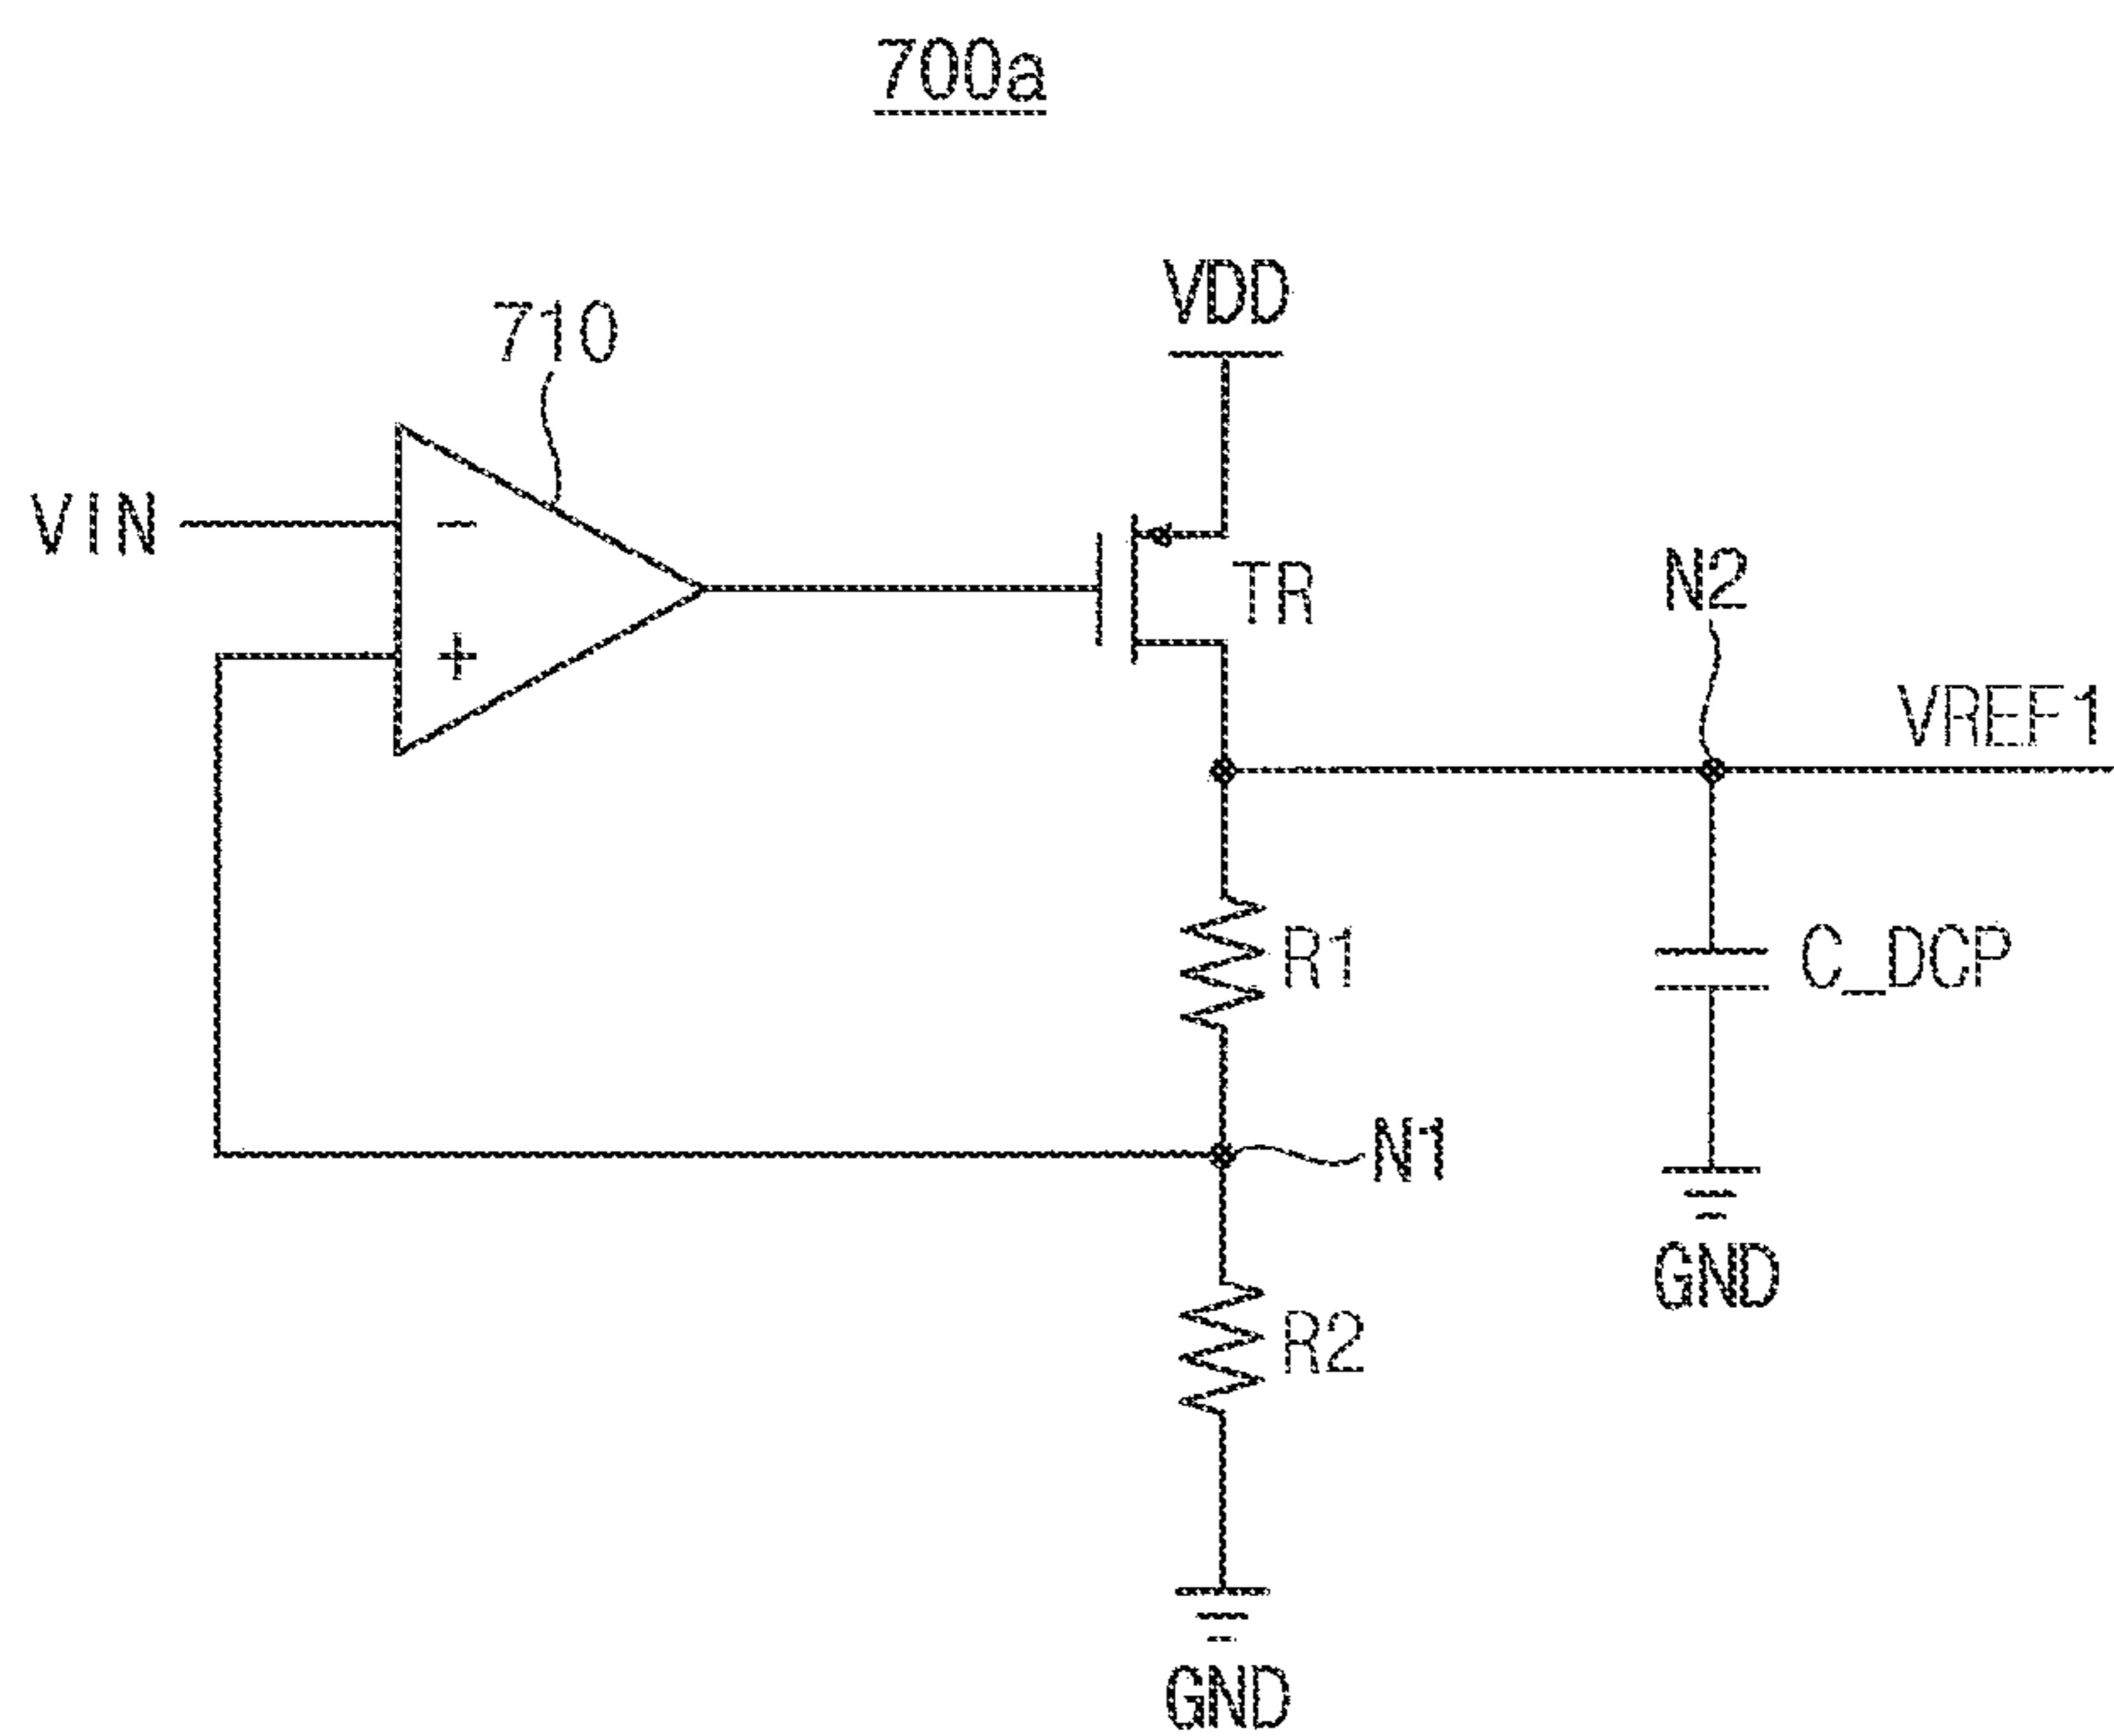 700a
VDD
710
VIN
−
TR
N2
+
VREF1
R1
C_DCP
N1
GND
R2
GND